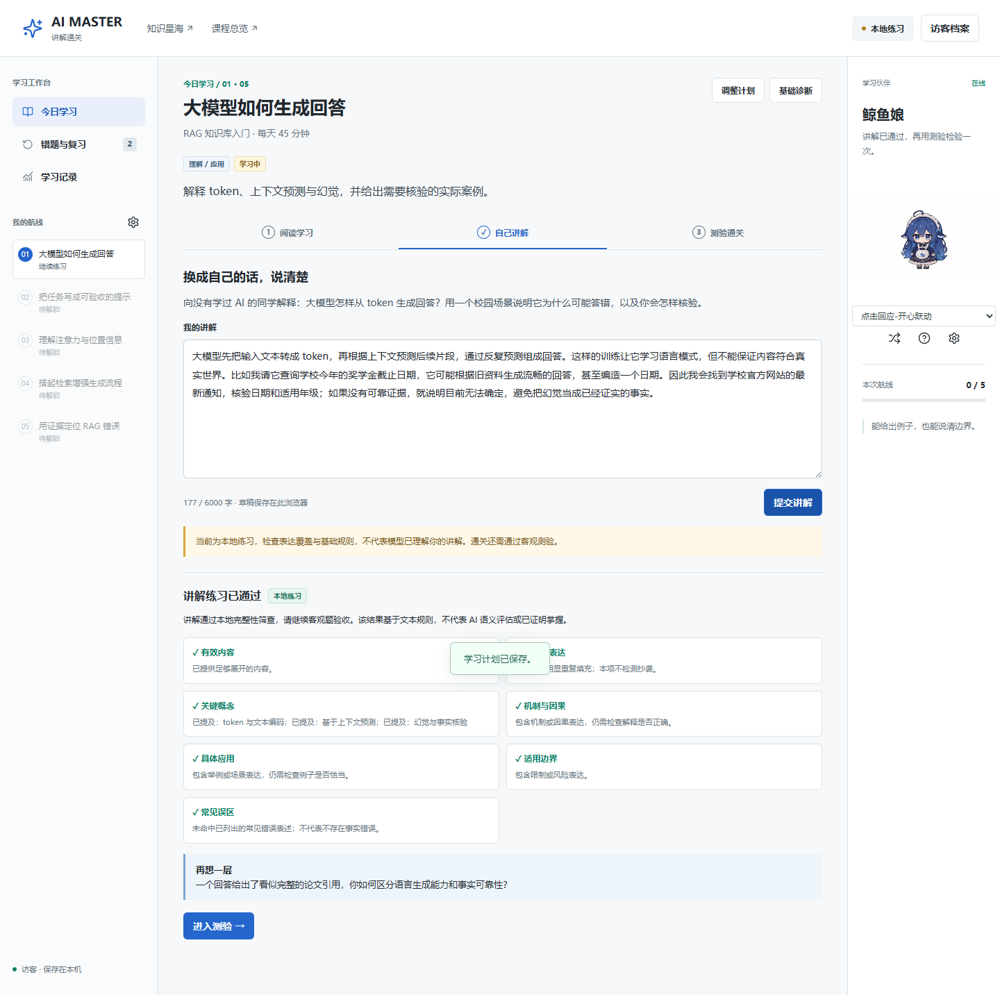 AI MASTER
讲解通关
知识星海 ↗
课程总览 ↗
本地练习
访客档案
学习工作台
今日学习
错题与复习
2
学习记录
我的航线
01
大模型如何生成回答
继续练习
02
把任务写成可验收的提示
待解锁
03
理解注意力与位置信息
待解锁
04
搭起检索增强生成流程
待解锁
05
用证据定位 RAG 错误
待解锁
访客 · 保存在本机
今日学习 / 01 • 05
大模型如何生成回答
RAG 知识库入门 · 每天 45 分钟
调整计划
基础诊断
理解 / 应用
学习中
解释 token、上下文预测与幻觉，并给出需要核验的实际案例。
1 阅读学习
✓ 自己讲解
3 测验通关
换成自己的话，说清楚
向没有学过 AI 的同学解释：大模型怎样从 token 生成回答？用一个校园场景说明它为什么可能答错，以及你会怎样核验。
我的讲解
大模型先把输入文本转成 token，再根据上下文预测后续片段，通过反复预测组成回答。这样的训练让它学习语言模式，但不能保证内容符合真
实世界。比如我请它查询学校今年的奖学金截止日期，它可能根据旧资料生成流畅的回答，甚至编造一个日期。因此我会找到学校官方网站的最
新通知，核验日期和适用年级；如果没有可靠证据，就说明目前无法确定，避免把幻觉当成已经证实的事实。
177 / 6000 字 · 草稿保存在此浏览器
提交讲解
当前为本地练习，检查表达覆盖与基础规则，不代表模型已理解你的讲解。通关还需通过客观测验。
讲解练习已通过
本地练习
讲解通过本地完整性筛查，请继续客观题验收。该结果基于文本规则，不代表 AI 语义评估或已证明掌握。
✓ 有效内容
已提供足够展开的内容。
表达
明显重复填充；本项不检测抄袭。
学习计划已保存。
✓ 关键概念
已提及：token 与文本编码；已提及：基于上下文预测；已提及：幻觉与事实核验
✓ 机制与因果
包含机制或因果表达，仍需检查解释是否正确。
✓ 具体应用
包含举例或场景表达，仍需检查例子是否恰当。
✓ 适用边界
包含限制或风险表达。
✓ 常见误区
未命中已列出的常见错误表述；不代表不存在事实错误。
再想一层
一个回答给出了看似完整的论文引用，你如何区分语言生成能力和事实可靠性？
进入测验 →
学习伙伴
在线
鲸鱼娘
讲解已通过，再用测验检验一
次。
点击回应-开心跃动
本次航线
0 / 5
能给出例子，也能说清边界。